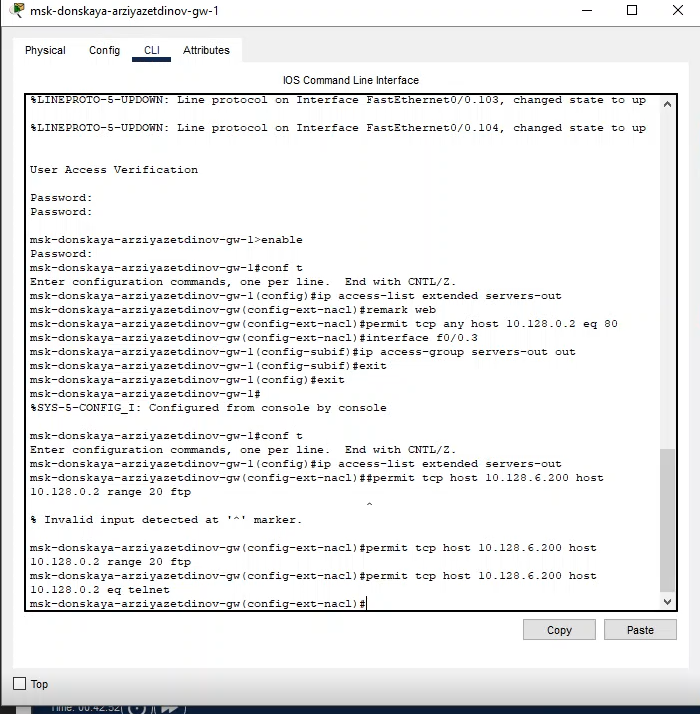 msk-donskaya-arziyazetdinov-gw-1
Physical Config CLI Attributes
IOS Command Line Interface
%LINEPROTO-5-UPDOWN: Line protocol on Interface FastEthernet0/0.103, changed state to up
%LINEPROTO-5-UPDOWN: Line protocol on Interface FastEthernet0/0.104, changed state to up
User Access Verification
Password:
Password:
msk-donskaya-arziyazetdinov-gw-1>enable
Password:
msk-donskaya-arziyazetdinov-gw-1#conf t
Enter configuration commands, one per line.  End with CNTL/Z.
msk-donskaya-arziyazetdinov-gw-1(config)#ip access-list extended servers-out
msk-donskaya-arziyazetdinov-gw(config-ext-nacl)#remark web
msk-donskaya-arziyazetdinov-gw(config-ext-nacl)#permit tcp any host 10.128.0.2 eq 80
msk-donskaya-arziyazetdinov-gw(config-ext-nacl)#interface f0/0.3
msk-donskaya-arziyazetdinov-gw-1(config-subif)#ip access-group servers-out out
msk-donskaya-arziyazetdinov-gw-1(config-subif)#exit
msk-donskaya-arziyazetdinov-gw-1(config)#exit
msk-donskaya-arziyazetdinov-gw-1#
%SYS-5-CONFIG_I: Configured from console by console
msk-donskaya-arziyazetdinov-gw-1#conf t
Enter configuration commands, one per line.  End with CNTL/Z.
msk-donskaya-arziyazetdinov-gw-1(config)#ip access-list extended servers-out
msk-donskaya-arziyazetdinov-gw(config-ext-nacl)##permit tcp host 10.128.6.200 host
10.128.0.2 range 20 ftp
^
% Invalid input detected at '^' marker.
msk-donskaya-arziyazetdinov-gw(config-ext-nacl)#permit tcp host 10.128.6.200 host
10.128.0.2 range 20 ftp
msk-donskaya-arziyazetdinov-gw(config-ext-nacl)#permit tcp host 10.128.6.200 host
10.128.0.2 eq telnet
msk-donskaya-arziyazetdinov-gw(config-ext-nacl)#
Copy Paste
Top
Time: 00:42:52